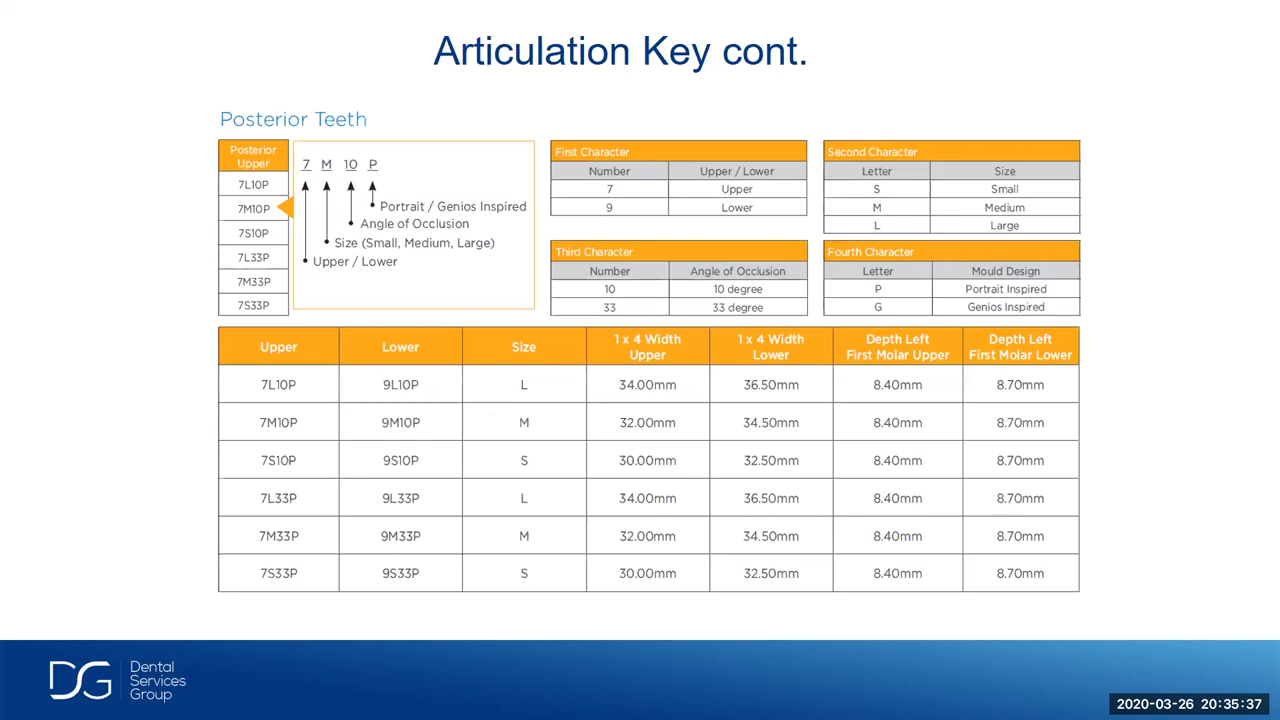 Articulation Key cont.
Posterior Teeth
Posterior
Upper
7L10P
7M10P
7S10P
7L33P
7M33P
7S33P
7 M 10 P
Portrait / Genios Inspired
Angle of Occlusion
Size (Small, Medium, Large)
Upper / Lower
First Character
Number Upper / Lower
7 Upper
9 Lower
Second Character
Letter Size
S Small
M Medium
L Large
Third Character
Number Angle of Occlusion
10 10 degree
33 33 degree
Fourth Character
Letter Mould Design
P Portrait Inspired
G Genios Inspired
Upper Lower Size 1 x 4 Width Upper 1 x 4 Width Lower Depth Left First Molar Upper Depth Left First Molar Lower
7L10P 9L10P L 34.00mm 36.50mm 8.40mm 8.70mm
7M10P 9M10P M 32.00mm 34.50mm 8.40mm 8.70mm
7S10P 9S10P S 30.00mm 32.50mm 8.40mm 8.70mm
7L33P 9L33P L 34.00mm 36.50mm 8.40mm 8.70mm
7M33P 9M33P M 32.00mm 34.50mm 8.40mm 8.70mm
7S33P 9S33P S 30.00mm 32.50mm 8.40mm 8.70mm
DSG
Dental
Services
Group
2020-03-26 20:35:37